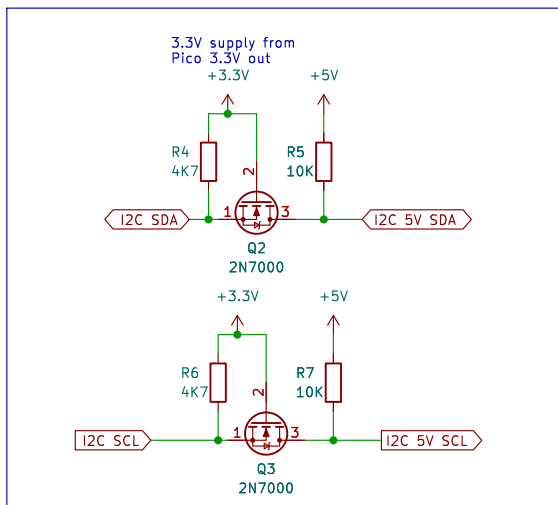 3.3V supply from
Pico 3.3V out
+3.3V
+5V
R4
4K7
2
R5
10K
I2C SDA
1
3
I2C 5V SDA
Q2
2N7000
+3.3V
+5V
R6
4K7
2
R7
10K
I2C SCL
1
3
I2C 5V SCL
Q3
2N7000